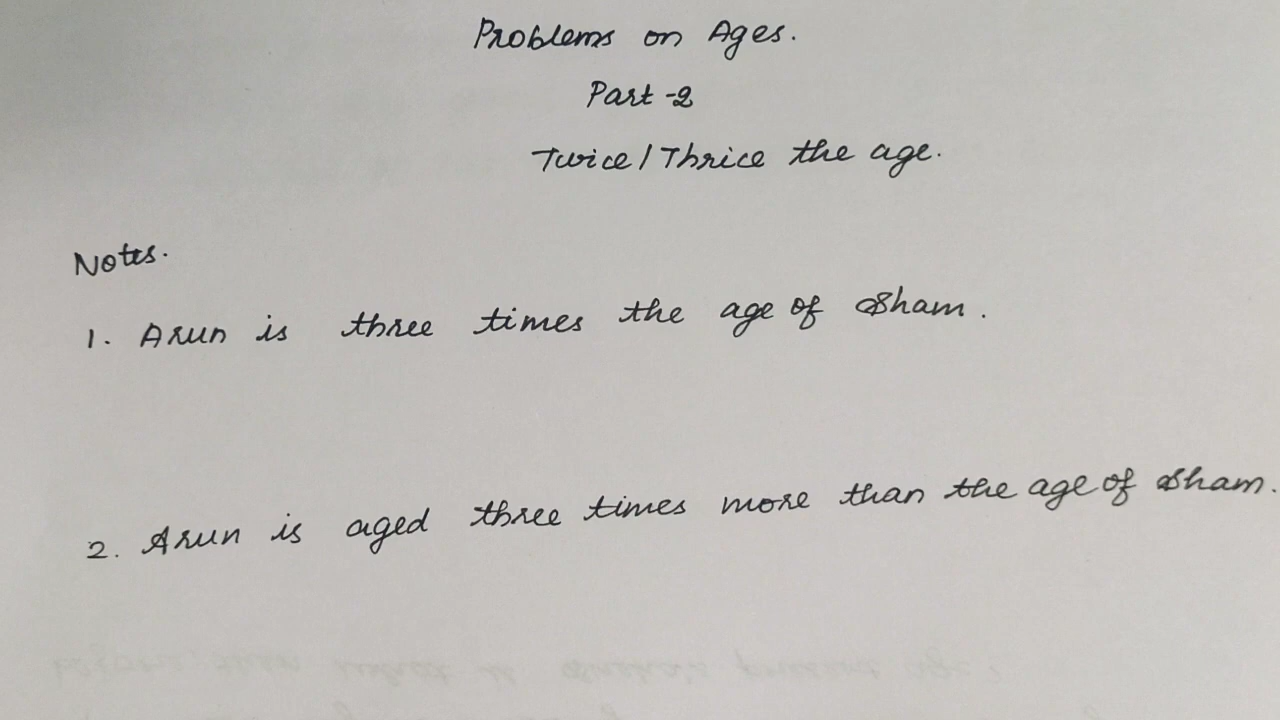 Problems on Ages.
Part -2
Twice/Thrice the age.
Notes.
1. Arun is three times the age of Sham.
2. Arun is aged three times more than the age of Sham.